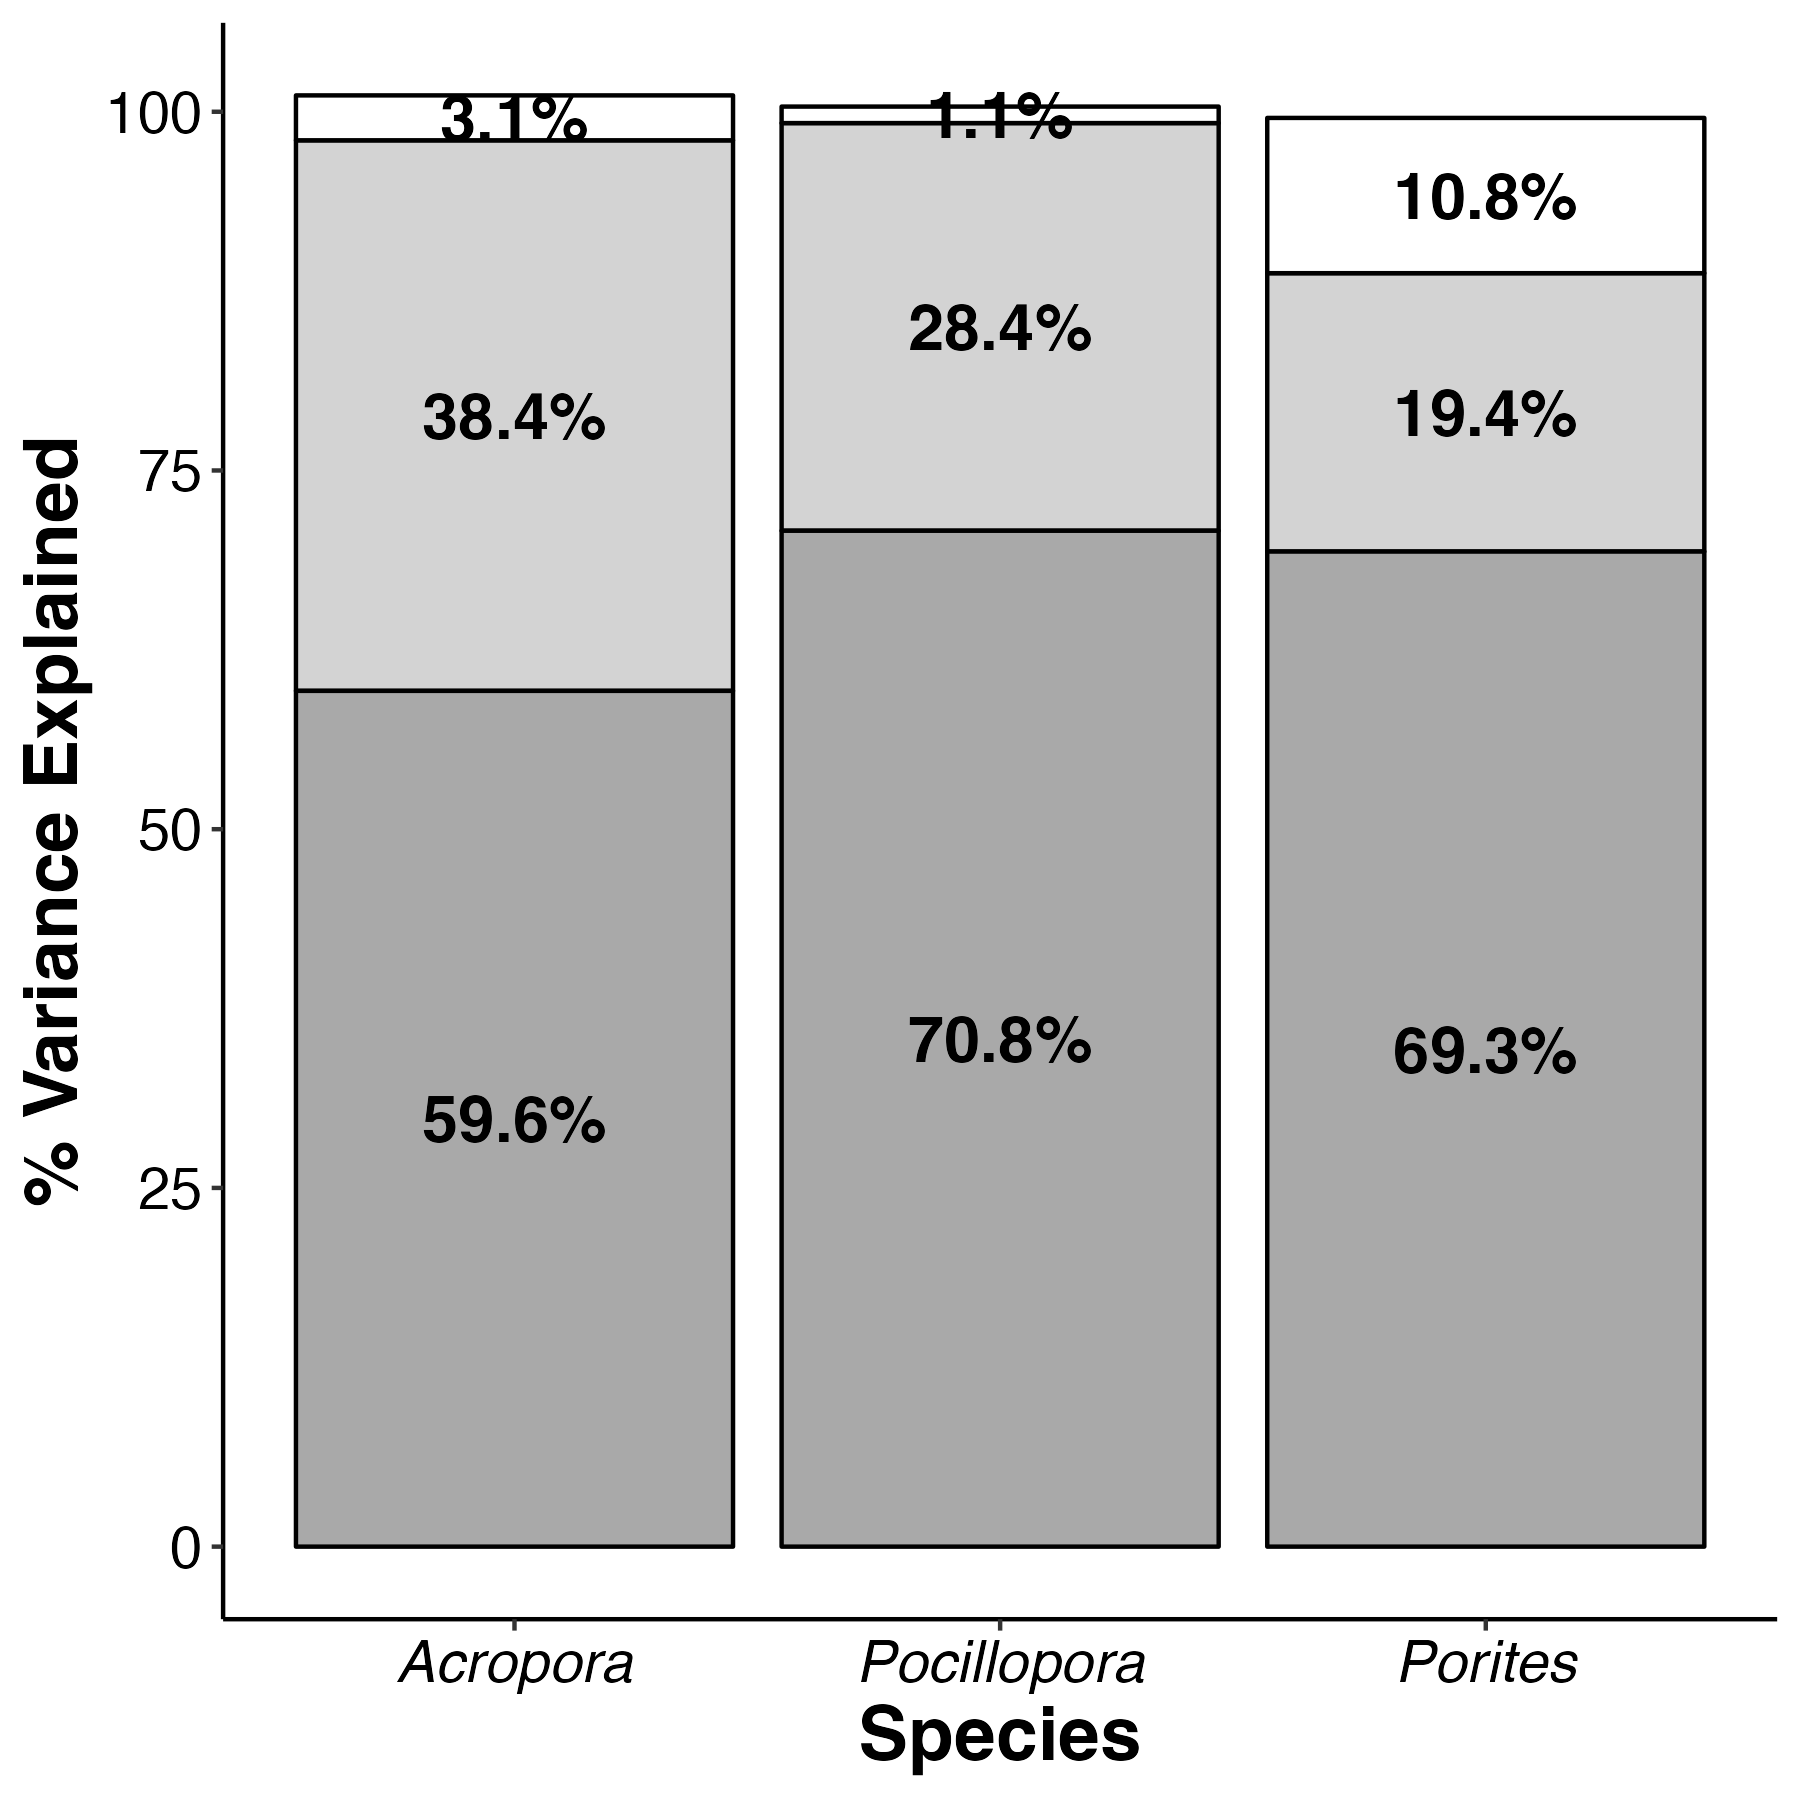 % Variance Explained
100
75
50
25
0
3.1%
38.4%
59.6%
1.1%
28.4%
70.8%
10.8%
19.4%
69.3%
Acropora
Pocillopora
Porites
Species